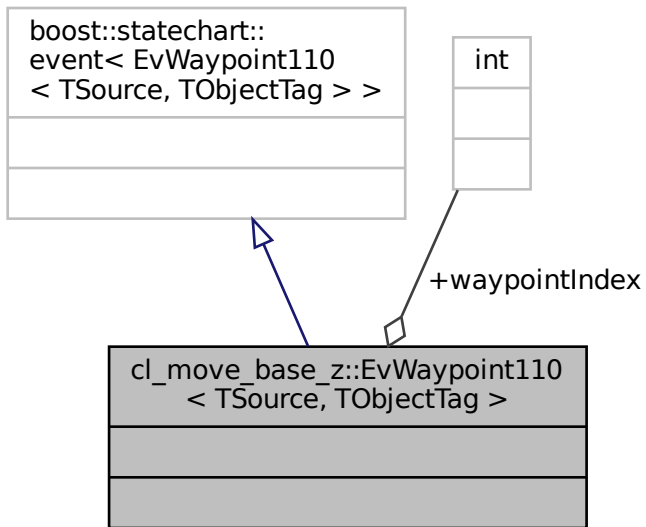 boost::statechart::
event< EvWaypoint110
< TSource, TObjectTag > >
int
+waypointIndex
cl_move_base_z::EvWaypoint110
< TSource, TObjectTag >